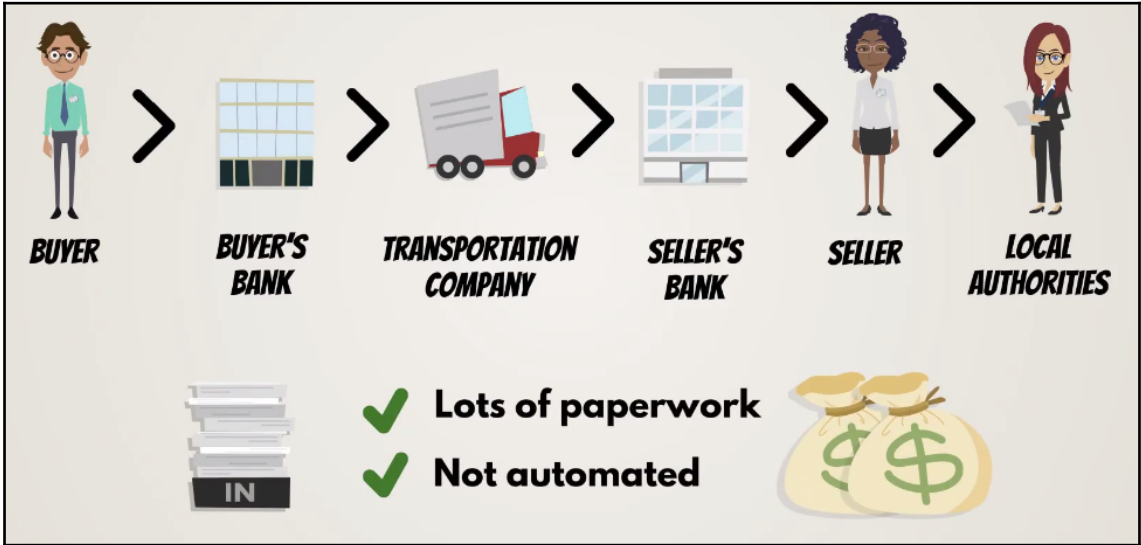 BUYER
BUYER'S
BANK
TRANSPORTATION
COMPANY
SELLER'S
BANK
SELLER
LOCAL
AUTHORITIES
Lots of paperwork
Not automated
IN
$
$